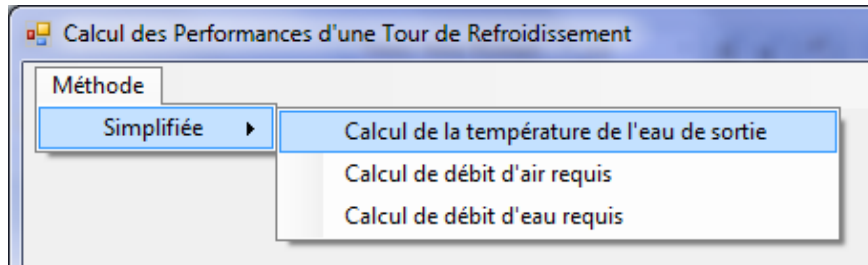 Calcul des Performances d'une Tour de Refroidissement
Méthode
Simplifiée
Calcul de la température de l'eau de sortie
Calcul de débit d'air requis
Calcul de débit d'eau requis